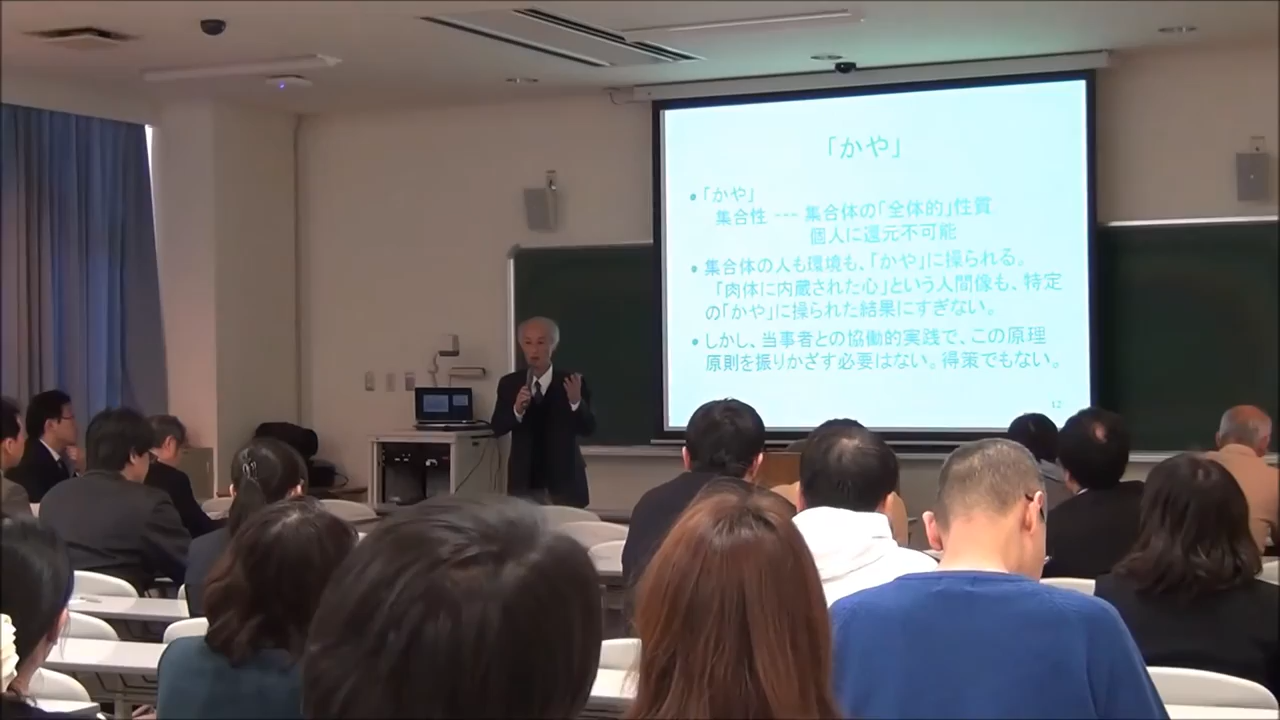 「かや」
• 「かや」
集合性 --- 集合体の「全体的」性質
個人に還元不可能
• 集合体の人も環境も、「かや」に操られる。
「肉体に内蔵された心」という人間像も、特定
の「かや」に操られた結果にすぎない。
• しかし、当事者との協働的実践で、この原理
原則を振りかざす必要はない。得策でもない。
12